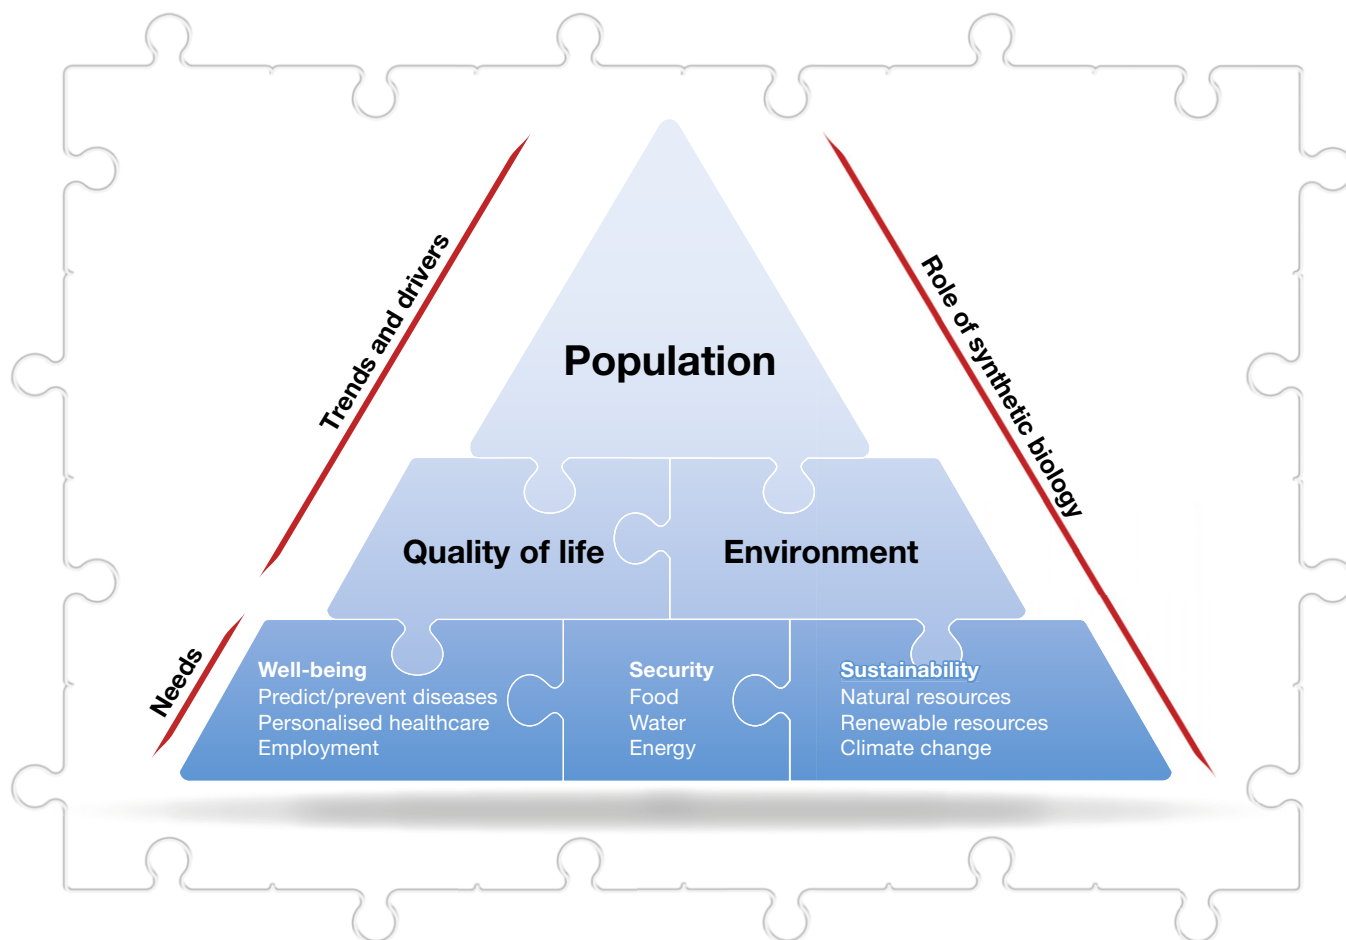 Trends and drivers
Role of synthetic biology
Population
Quality of life
Environment
Needs
Well-being
Predict/prevent diseases
Personalised healthcare
Employment
Security
Food
Water
Energy
Sustainability
Natural resources
Renewable resources
Climate change